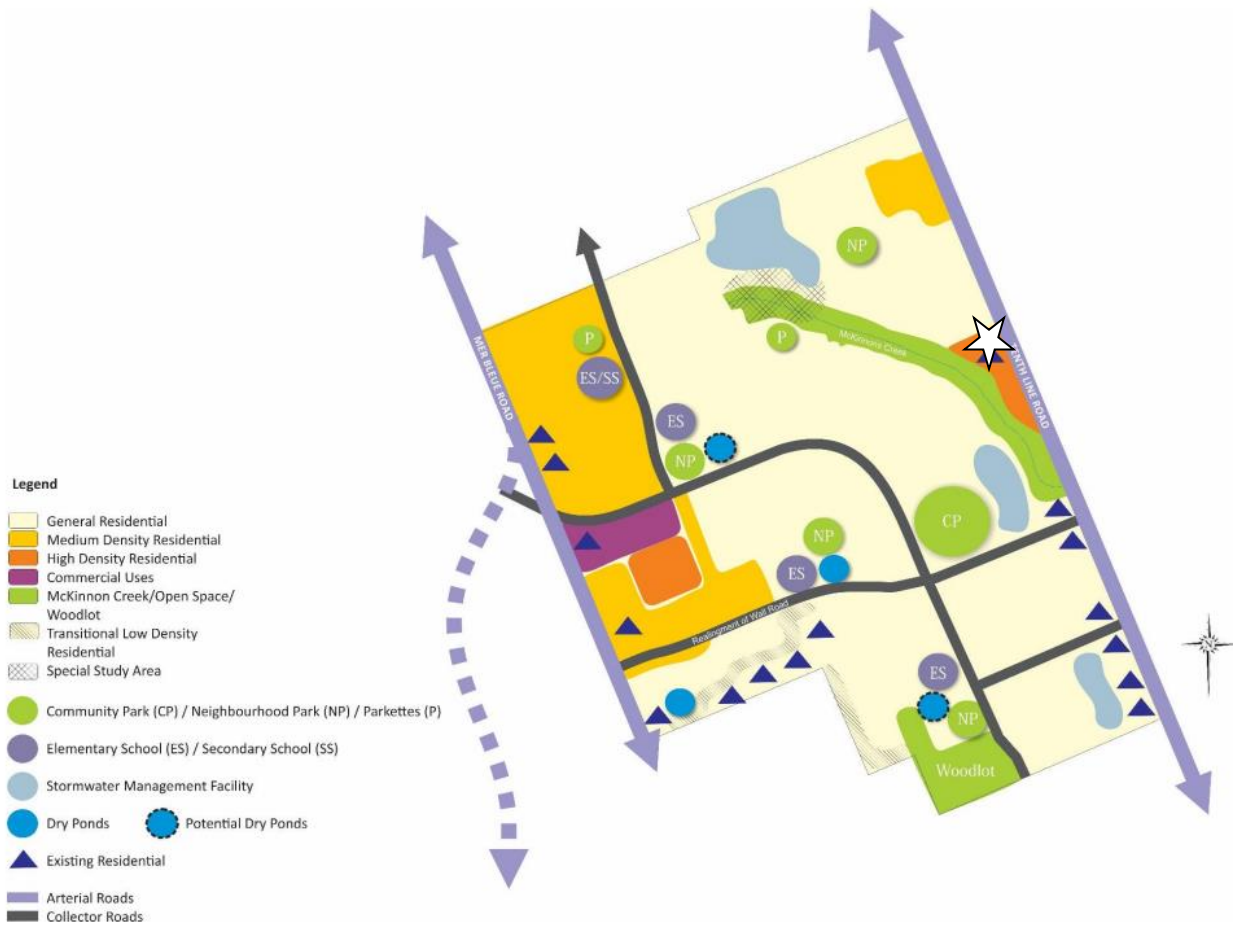 NP
P
McKinnons Creek
TENTH LINE ROAD
MER BLEUE ROAD
P
ES/SS
ES
NP
CP
NP
ES
Realingment of Wall Road
ES
NP
Woodlot
N
Legend
General Residential
Medium Density Residential
High Density Residential
Commercial Uses
McKinnon Creek/Open Space/
Woodlot
Transitional Low Density
Residential
Special Study Area
Community Park (CP) / Neighbourhood Park (NP) / Parkettes (P)
Elementary School (ES) / Secondary School (SS)
Stormwater Management Facility
Dry Ponds
Potential Dry Ponds
Existing Residential
Arterial Roads
Collector Roads